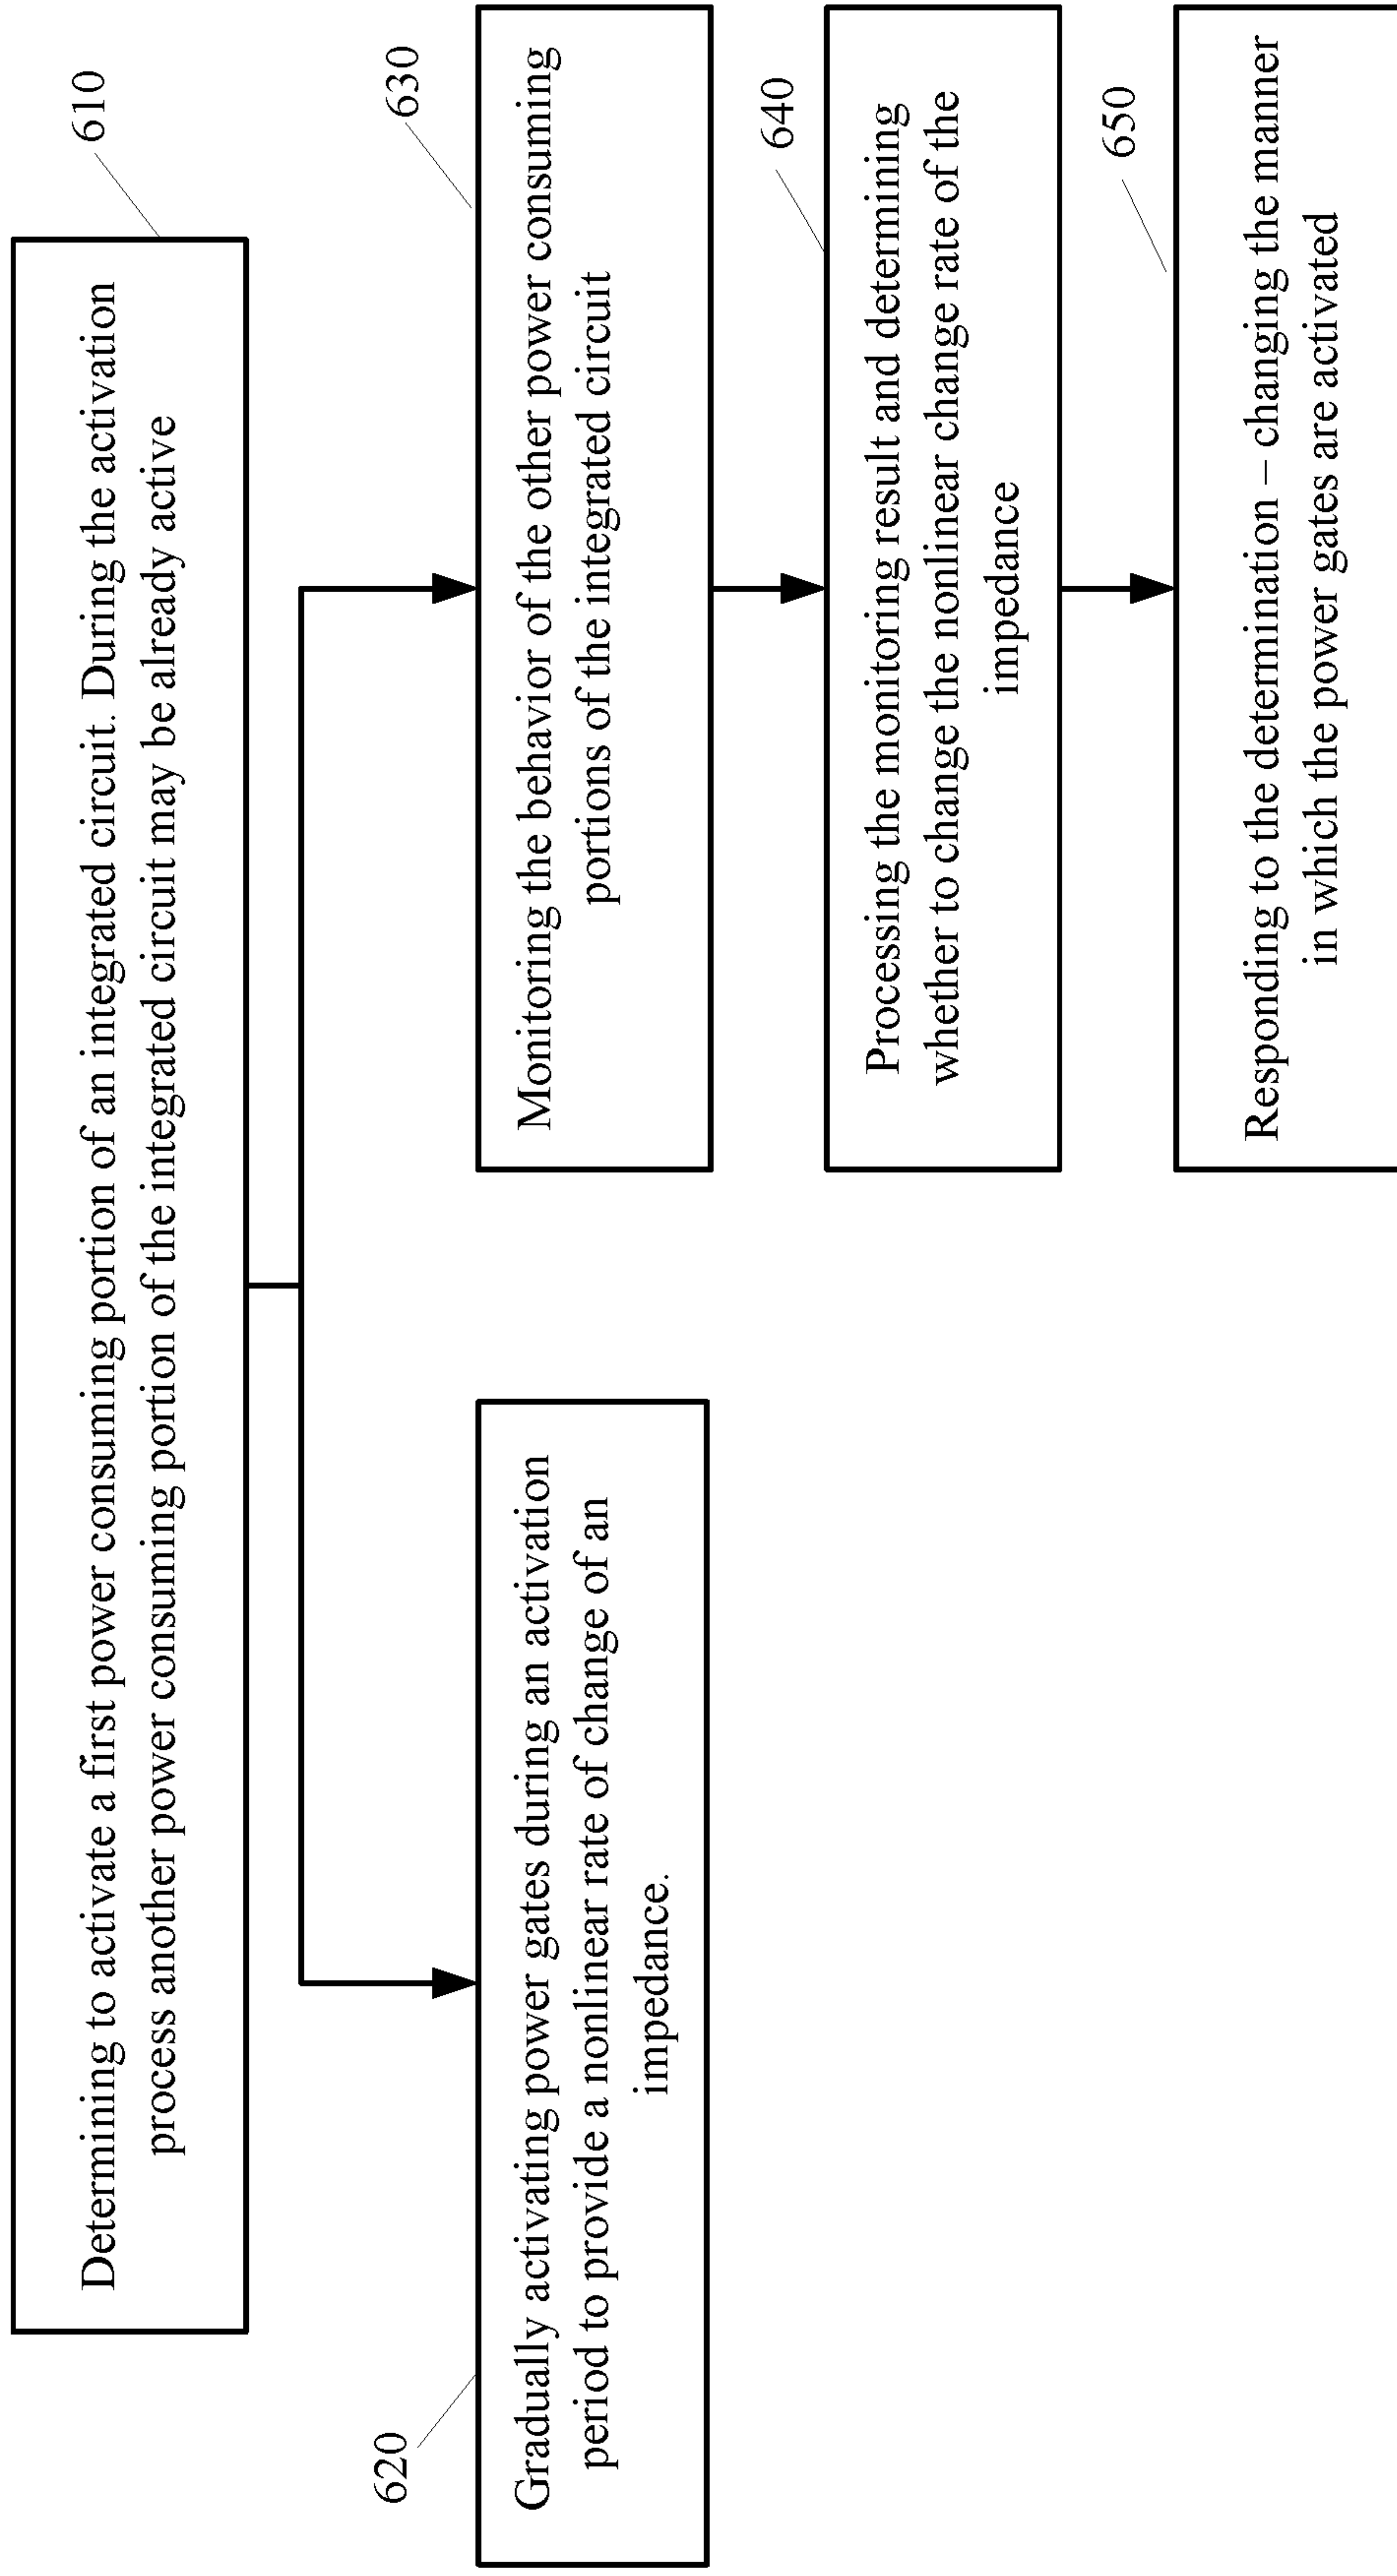 610
Determining to activate a first power consuming portion of an integrated circuit. During the activation
process another power consuming portion of the integrated circuit may be already active
620
Gradually activating power gates during an activation
period to provide a nonlinear rate of change of an
impedance.
630
Monitoring the behavior of the other power consuming
portions of the integrated circuit
640
Processing the monitoring result and determining
whether to change the nonlinear change rate of the
impedance
650
Responding to the determination – changing the manner
in which the power gates are activated